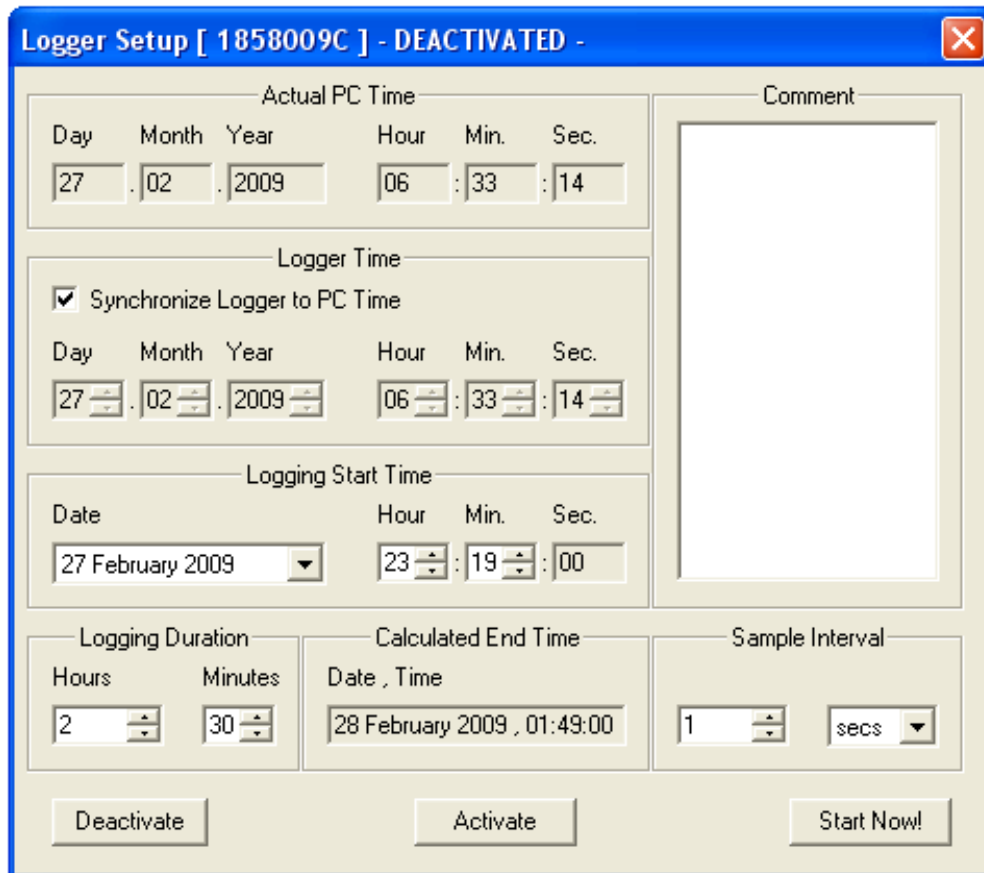 Logger Setup [ 1858009C ] - DEACTIVATED -
Actual PC Time
Day Month Year Hour Min. Sec.
27 . 02 . 2009 06 : 33 : 14
Logger Time
Synchronize Logger to PC Time
Day Month Year Hour Min. Sec.
27 . 02 . 2009 06 : 33 : 14
Logging Start Time
Date Hour Min. Sec.
27 February 2009 23 : 19 : 00
Comment
Logging Duration
Hours Minutes
2 30
Calculated End Time
Date , Time
28 February 2009 , 01:49:00
Sample Interval
1 secs
Deactivate Activate Start Now!